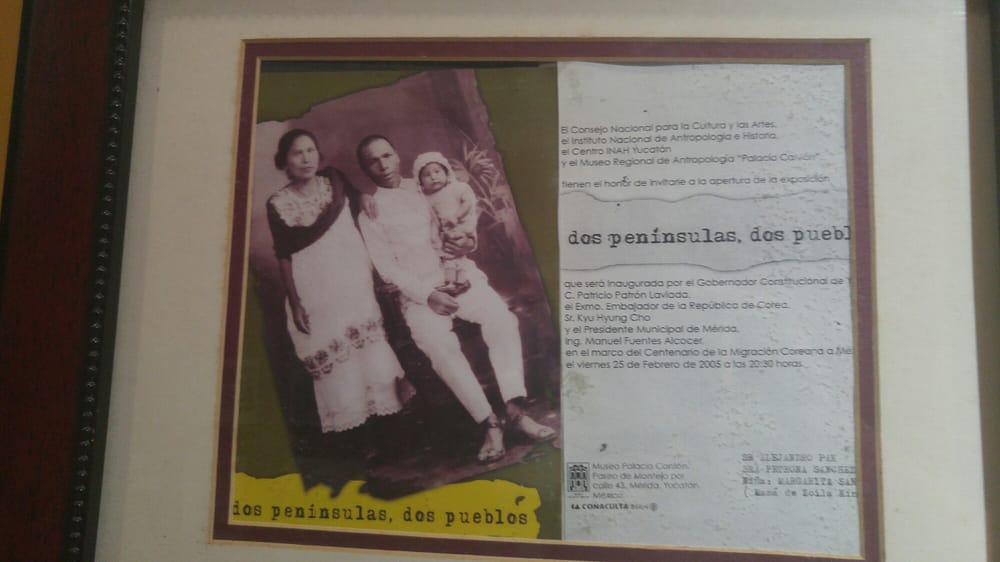 El Consejo Nacional para la Cultura y las Artes,
el Instituto Nacional de Antropología e Historia,
el Centro INAH Yucatán
y el Museo Regional de Antropología "Palacio Cantón"
tienen el honor de invitarle a la apertura de la exposición
dos penínsulas, dos puebl
que será inaugurada por el Gobernador Constitucional de Y
C. Patricio Patrón Laviada,
el Exmo. Embajador de la República de Corea,
Sr. Kyu Hyung Cho
y el Presidente Municipal de Mérida,
Ing. Manuel Fuentes Alcocer,
en el marco del Centenario de la Migración Coreana a Mé
el viernes 25 de Febrero de 2005 a las 20:30 horas.
Museo Palacio Cantón.
Paseo de Montejo por
calle 43, Mérida, Yucatán.
México
CONACULTA INAH
SR ALEJANDRO PAK
SRA: PETRONA SANCHEZ
NIÑA: MARGARITA SAN
( Mamá de Zoila Kim
dos penínsulas, dos pueblos